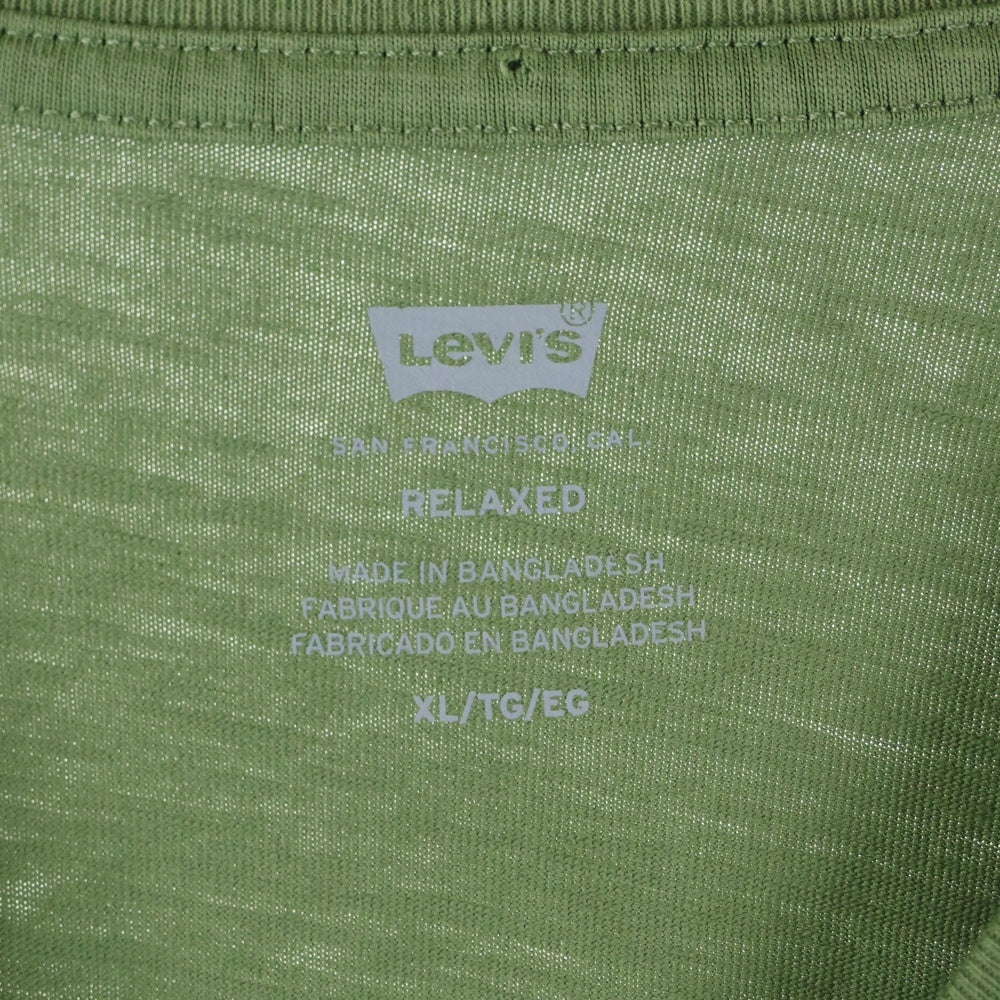 Levi's®
SAN FRANCISCO, CAL.
RELAXED
MADE IN BANGLADESH
FABRIQUE AU BANGLADESH
FABRICADO EN BANGLADESH
XL/TG/EG